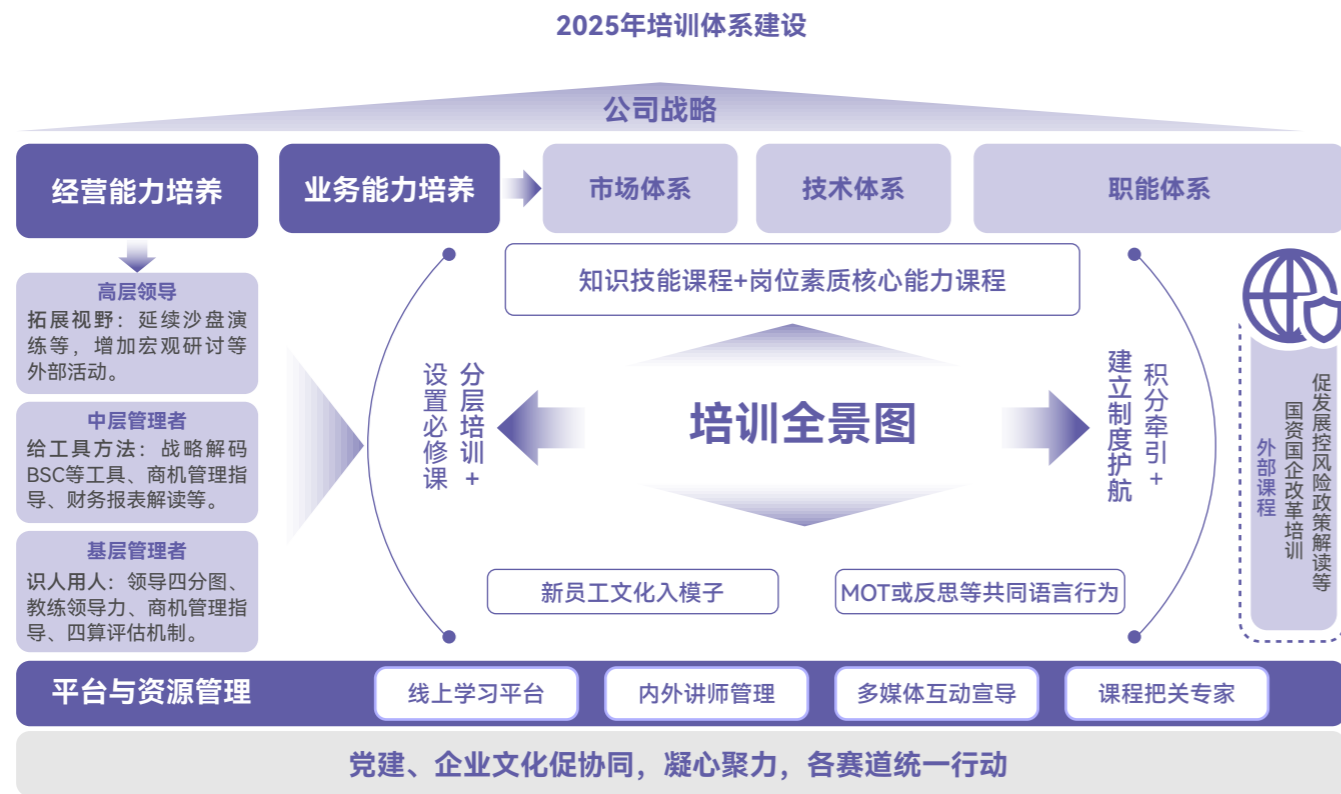 2025年培训体系建设
公司战略
经营能力培养
业务能力培养
市场体系
技术体系
职能体系
高层领导
拓展视野：延续沙盘演
练等，增加宏观研讨等
外部活动。
中层管理者
给工具方法：战略解码
BSC等工具、商机管理指
导、财务报表解读等。
基层管理者
识人用人：领导四分图、
教练领导力、商机管理指
导、四算评估机制。
知识技能课程+岗位素质核心能力课程
分层培训+
设置必修课
培训全景图
积分牵引+
建立制度护航
新员工文化入模子
MOT或反思等共同语言行为
促发展控风险政策解读等
国资国企改革培训
外部课程
平台与资源管理
线上学习平台
内外讲师管理
多媒体互动宣导
课程把关专家
党建、企业文化促协同，凝心聚力，各赛道统一行动